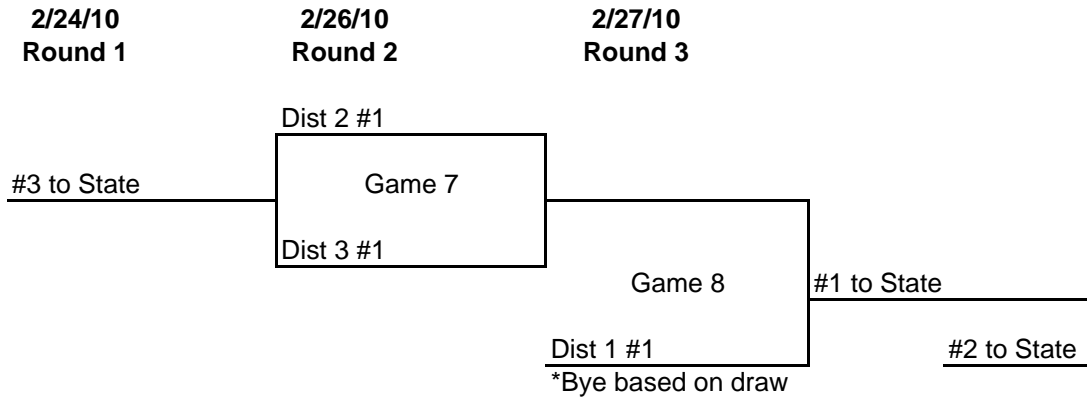 2/24/10 2/26/10 2/27/10
Round 1 Round 2 Round 3
Dist 2 #1
#3 to State Game 7
Dist 3 #1
Game 8 #1 to State
Dist 1 #1 #2 to State
*Bye based on draw